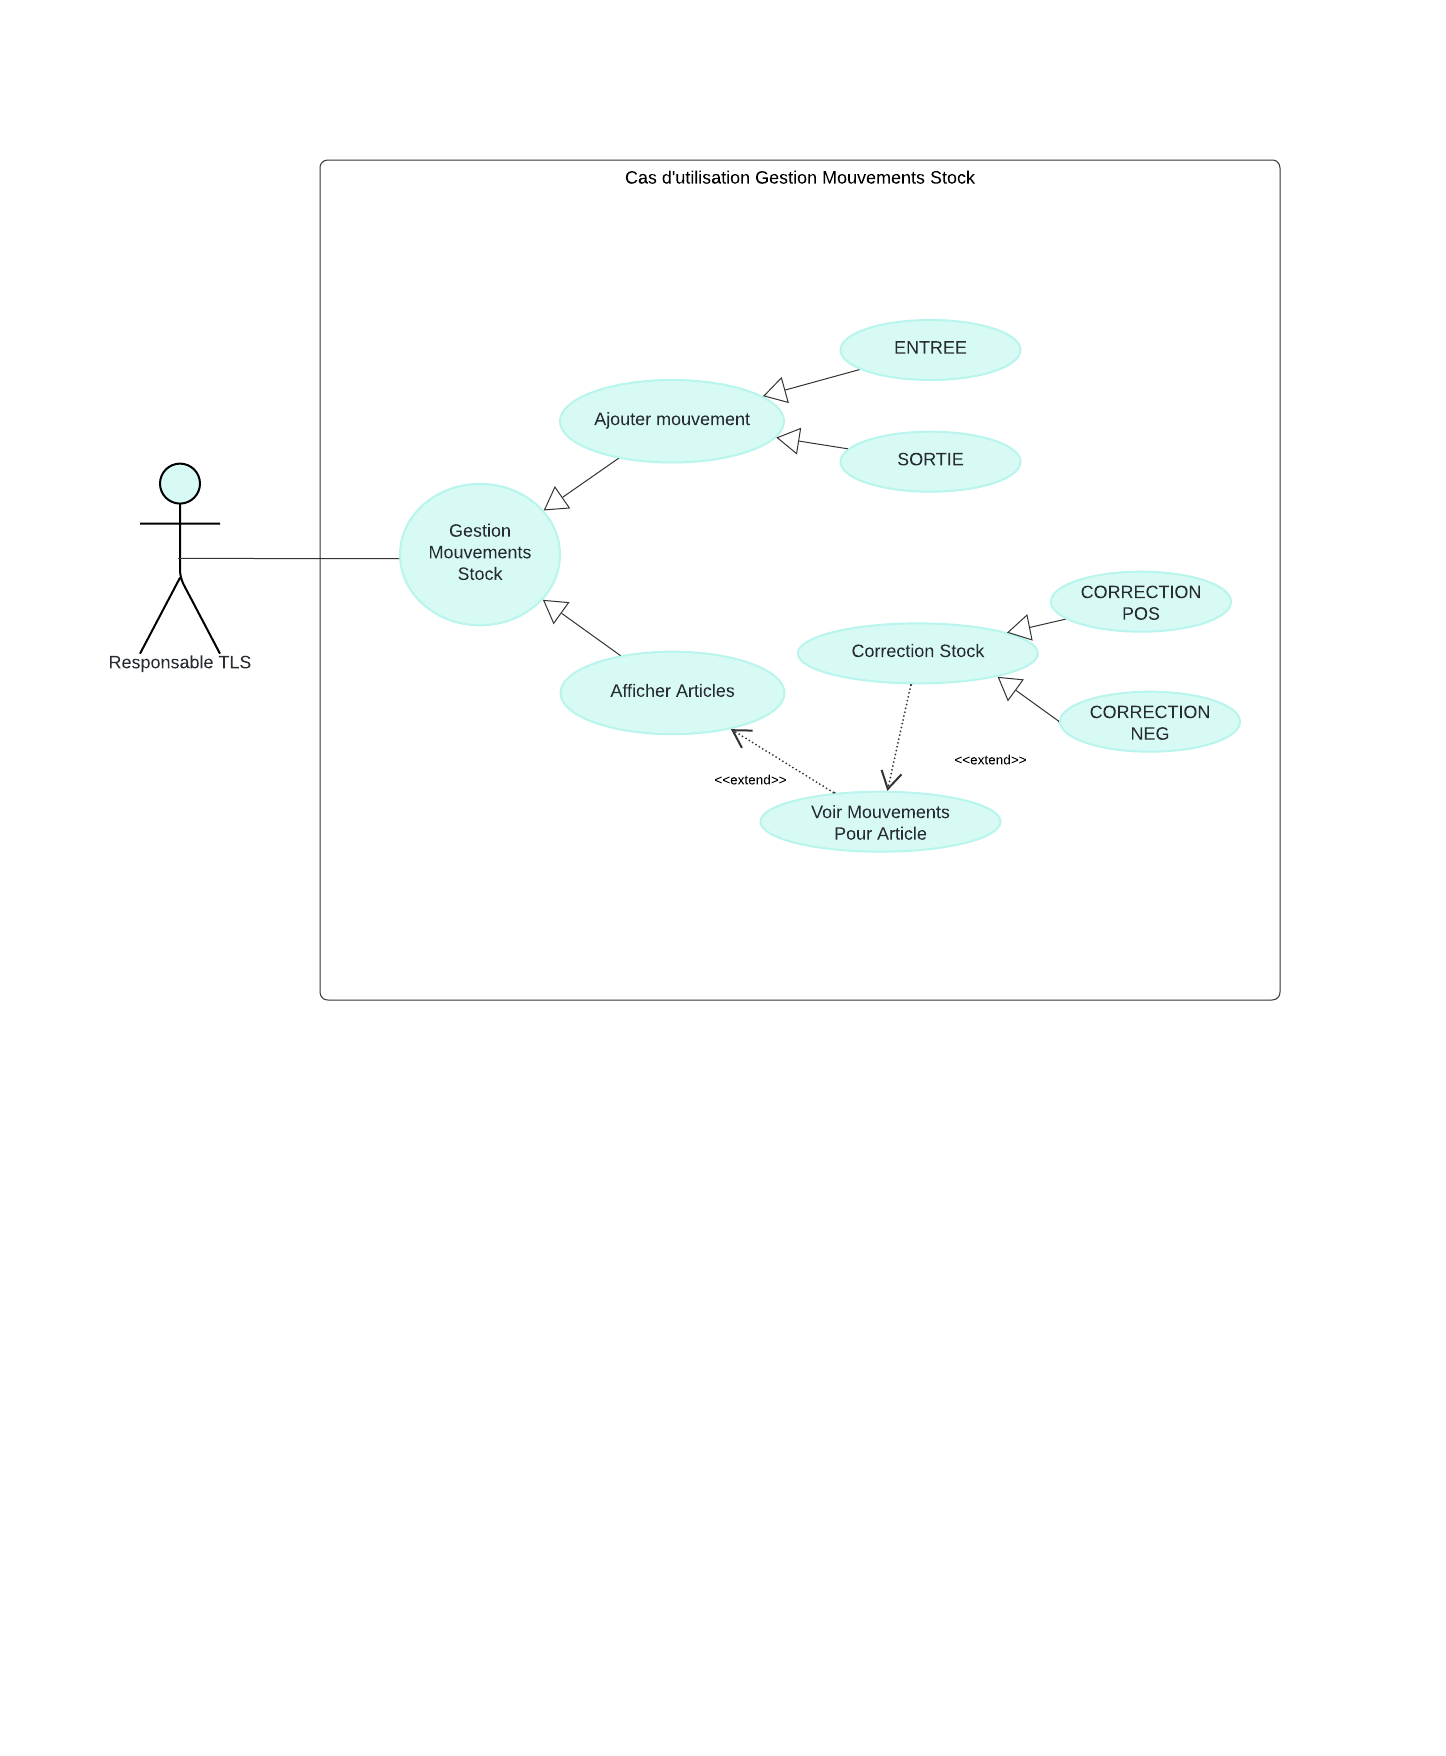 Cas d'utilisation Gestion Mouvements Stock
ENTREE
Ajouter mouvement
SORTIE
Gestion
Mouvements
Stock
Responsable TLS
CORRECTION
POS
Correction Stock
Afficher Articles
CORRECTION
NEG
<<extend>>
<<extend>>
Voir Mouvements
Pour Article